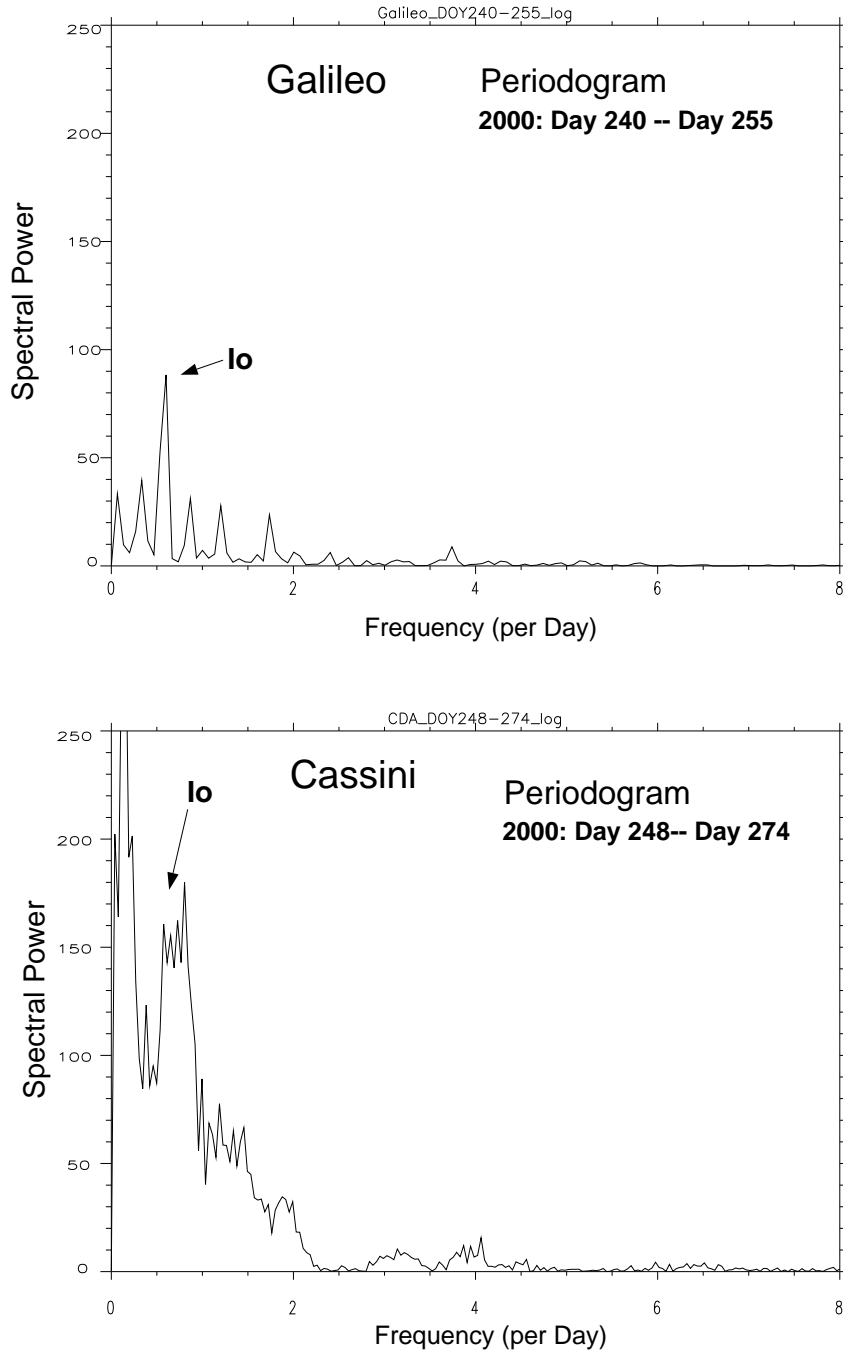 Galileo_DOY240-255_log
Galileo
Periodogram
2000: Day 240 -- Day 255
250
200
150
100
50
0
Spectral Power
Io
0 2 4 6 8
Frequency (per Day)
CDA_DOY248-274_log
Cassini
Periodogram
2000: Day 248-- Day 274
250
200
150
100
50
0
Spectral Power
Io
0 2 4 6 8
Frequency (per Day)